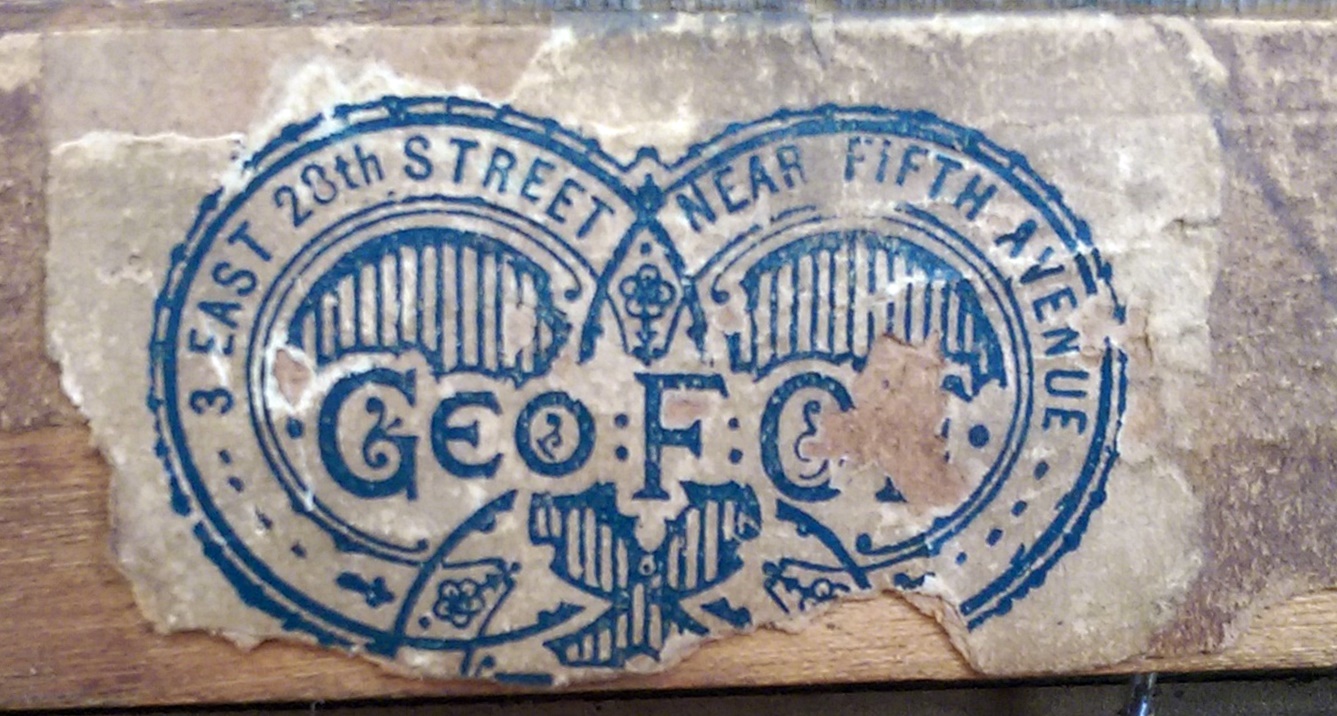 3 EAST 28th STREET
NEAR FIFTH AVENUE
GEO:F: